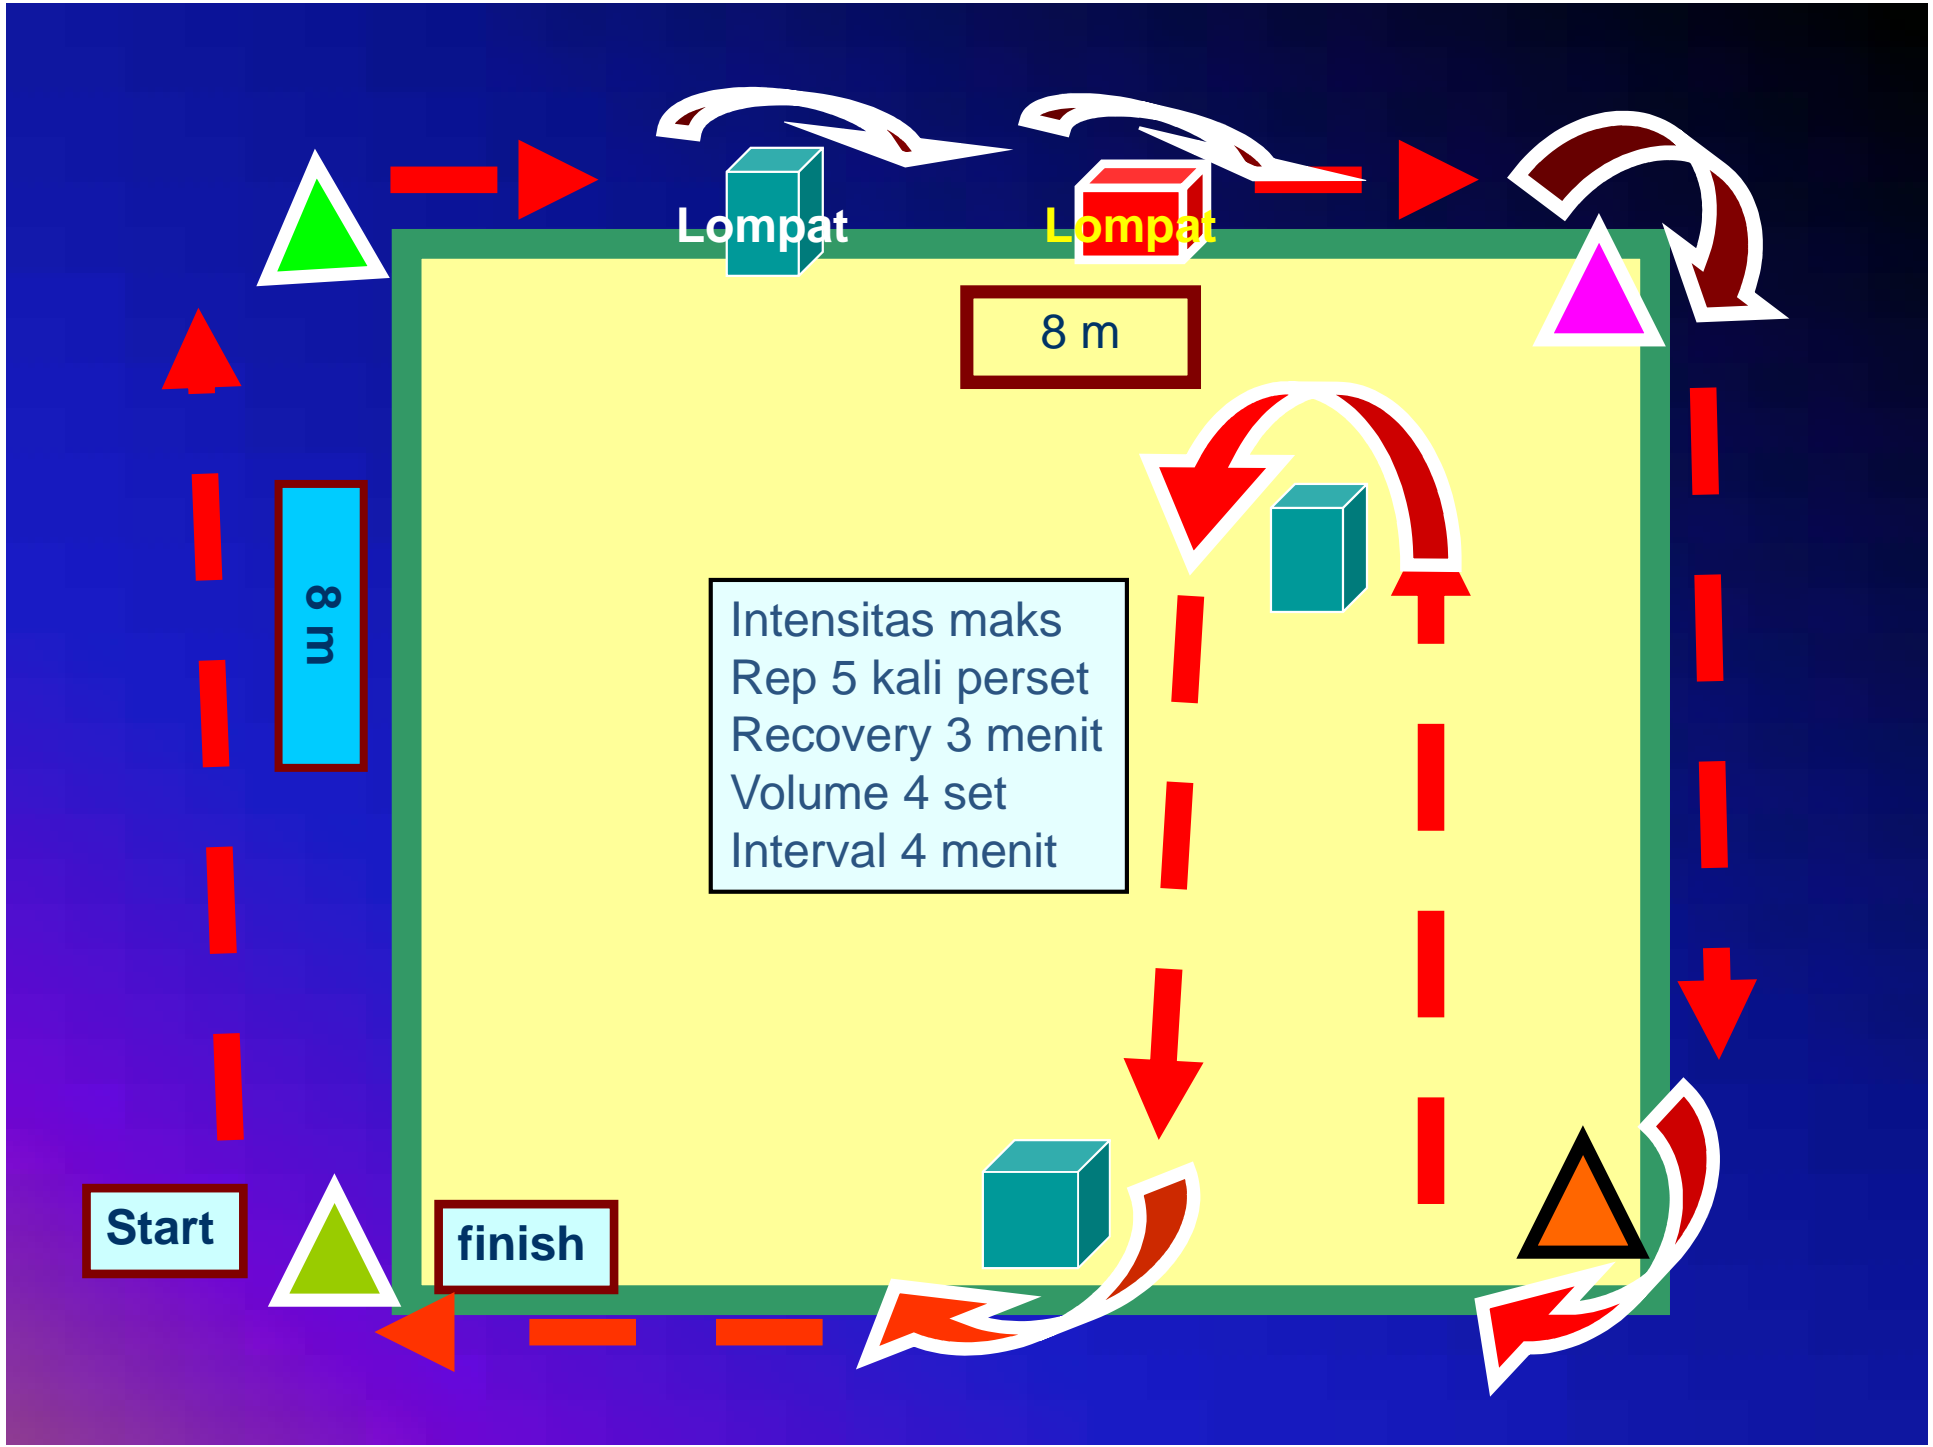 Lompat
Lompat
8 m
8 m
Intensitas maks
Rep 5 kali perset
Recovery 3 menit
Volume 4 set
Interval 4 menit
Start
finish